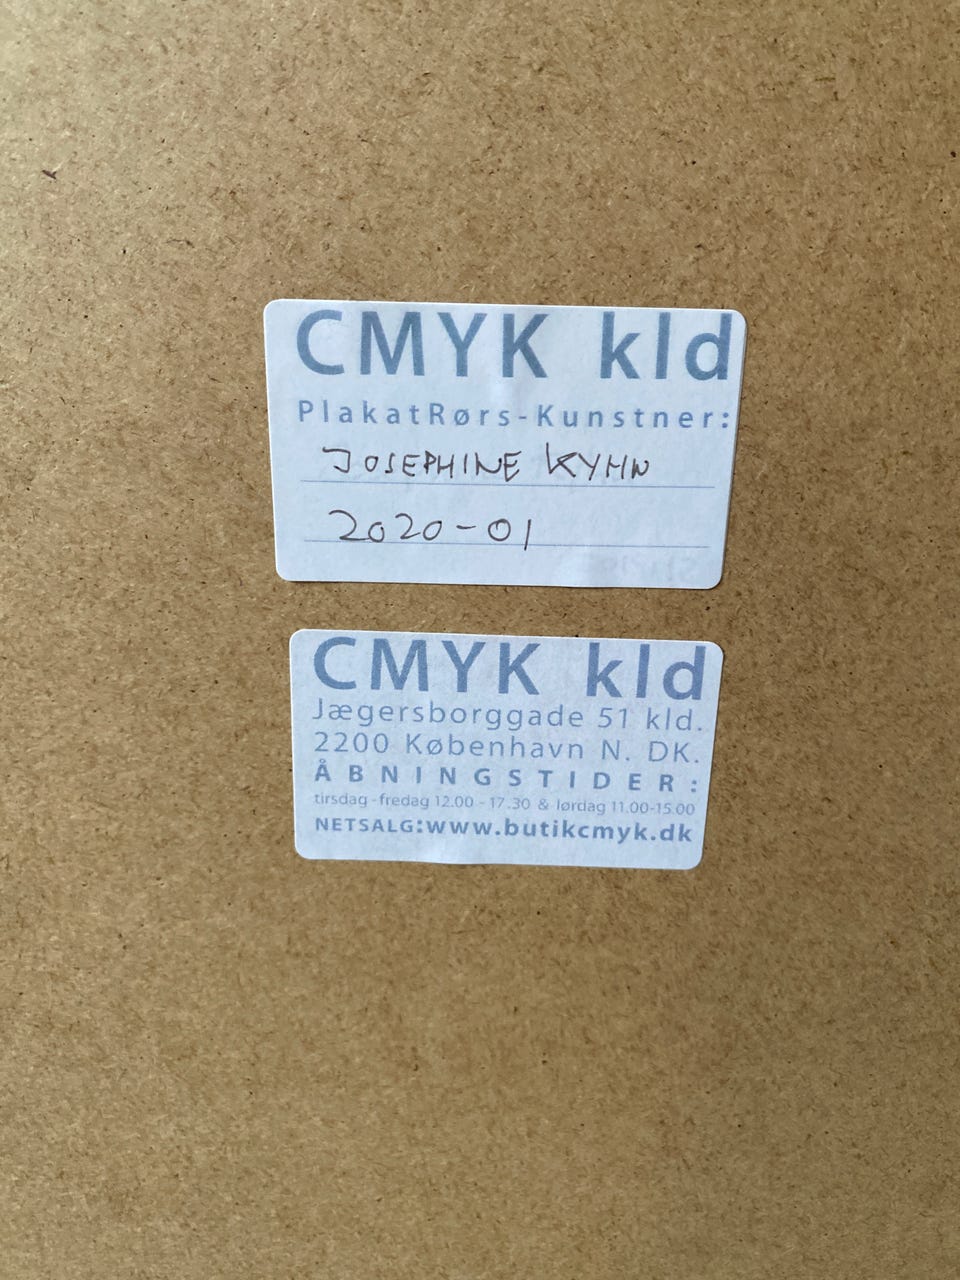 CMYK kld
PlakatRørs-Kunstner:
JOSEPHINE KYHN
2020-01
CMYK kld
Jægersborggade 51 kld.
2200 København N. DK.
ÅBNINGSTIDER:
tirsdag-fredag 12.00 - 17.30 & lørdag 11.00-15.00
NETSALG:www.butikcmyk.dk